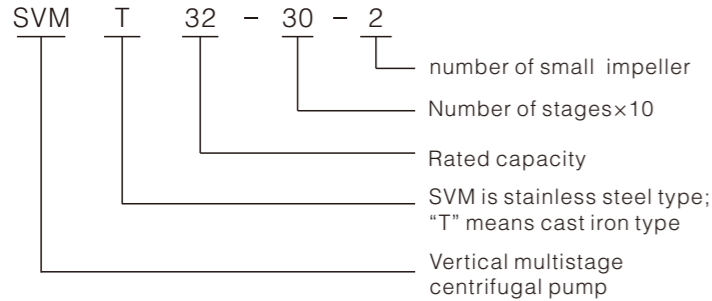 SVM T 32 - 30 - 2
number of small impeller
Number of stages×10
Rated capacity
SVM is stainless steel type;
“T” means cast iron type
Vertical multistage
centrifugal pump